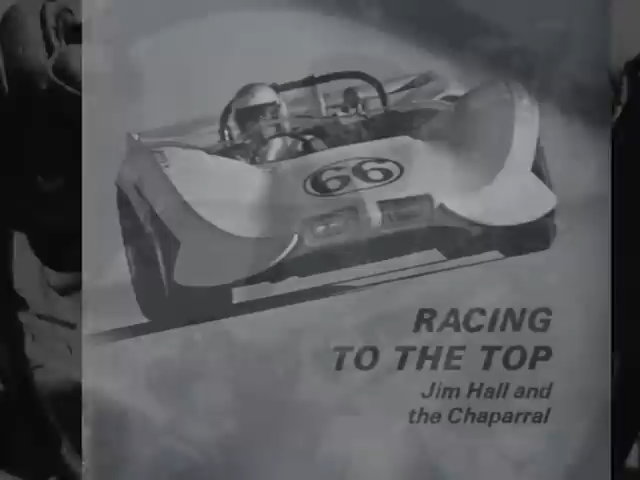 66
RACING
TO THE TOP
Jim Hall and
the Chaparral